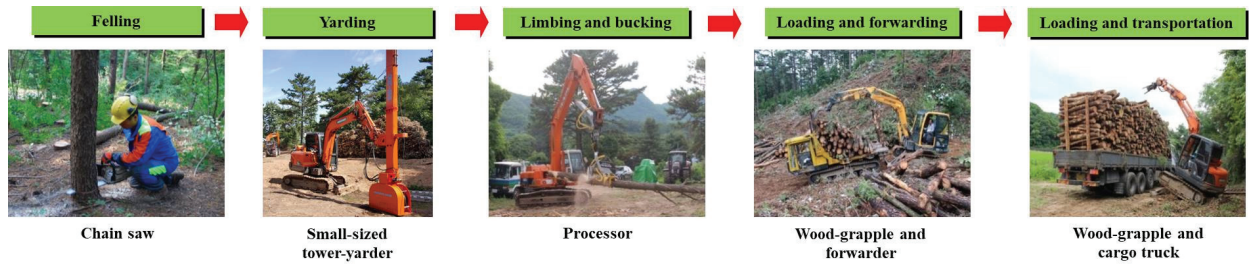 Felling
Yarding
Limbing and bucking
Loading and forwarding
Loading and transportation
Chain saw
Small-sized
tower-yarder
Processor
Wood-grapple and
forwarder
Wood-grapple and
cargo truck